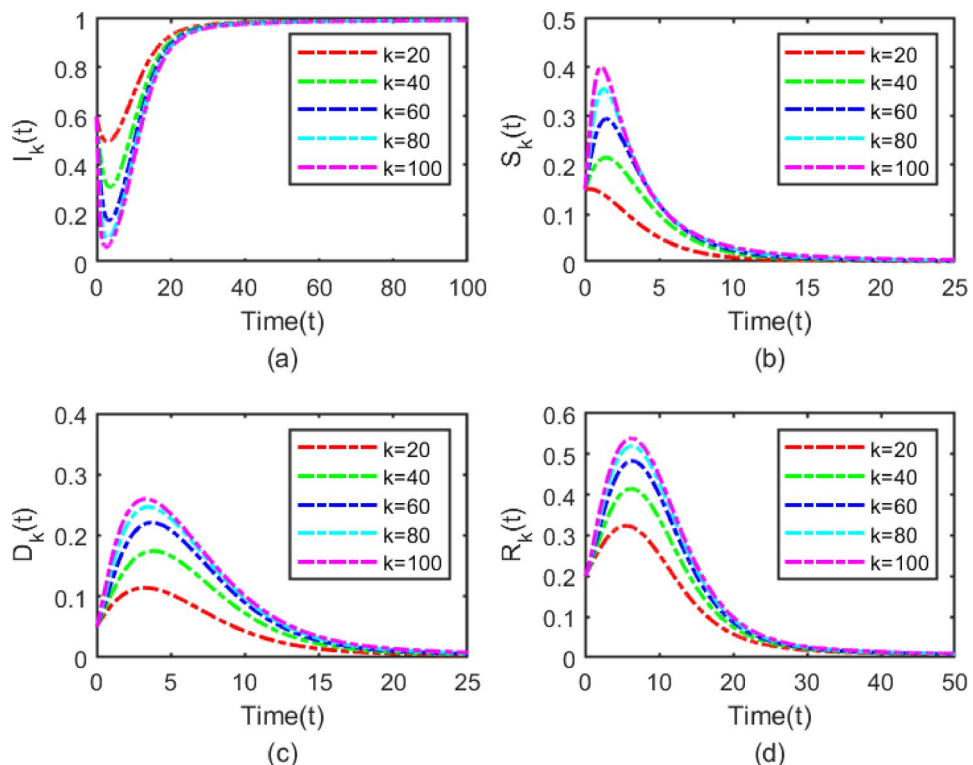 1
0.8
0.6
0.4
0.2
0
I_k(t)
k=20
k=40
k=60
k=80
k=100
0 20 40 60 80 100
Time(t)
(a)
0.5
0.4
0.3
0.2
0.1
0
S_k(t)
k=20
k=40
k=60
k=80
k=100
0 5 10 15 20 25
Time(t)
(b)
0.4
0.3
0.2
0.1
0
D_k(t)
k=20
k=40
k=60
k=80
k=100
0 5 10 15 20 25
Time(t)
(c)
0.6
0.5
0.4
0.3
0.2
0.1
0
R_k(t)
k=20
k=40
k=60
k=80
k=100
0 10 20 30 40 50
Time(t)
(d)